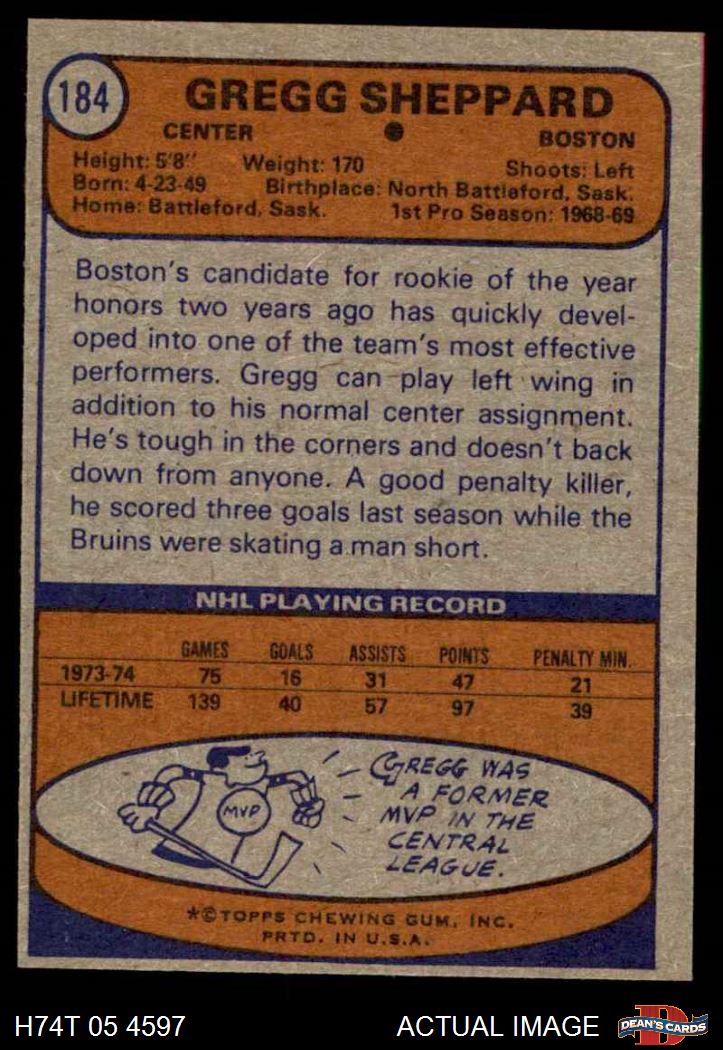 184
GREGG SHEPPARD
CENTER
BOSTON
Height: 5'8" Weight: 170 Shoots: Left
Born: 4-23-49 Birthplace: North Battleford, Sask.
Home: Battleford, Sask. 1st Pro Season: 1968-69
Boston's candidate for rookie of the year
honors two years ago has quickly devel-
oped into one of the team's most effective
performers. Gregg can play left wing in
addition to his normal center assignment.
He's tough in the corners and doesn't back
down from anyone. A good penalty killer,
he scored three goals last season while the
Bruins were skating a man short.
NHL PLAYING RECORD
GAMES GOALS ASSISTS POINTS PENALTY MIN.
1973-74 75 16 31 47 21
LIFETIME 139 40 57 97 39
MVP
GREGG WAS
A FORMER
MVP IN THE
CENTRAL
LEAGUE.
*©TOPPS CHEWING GUM, INC.
PRTD. IN U.S.A.
H74T 05 4597
ACTUAL IMAGE
D
DEAN'S CARDS